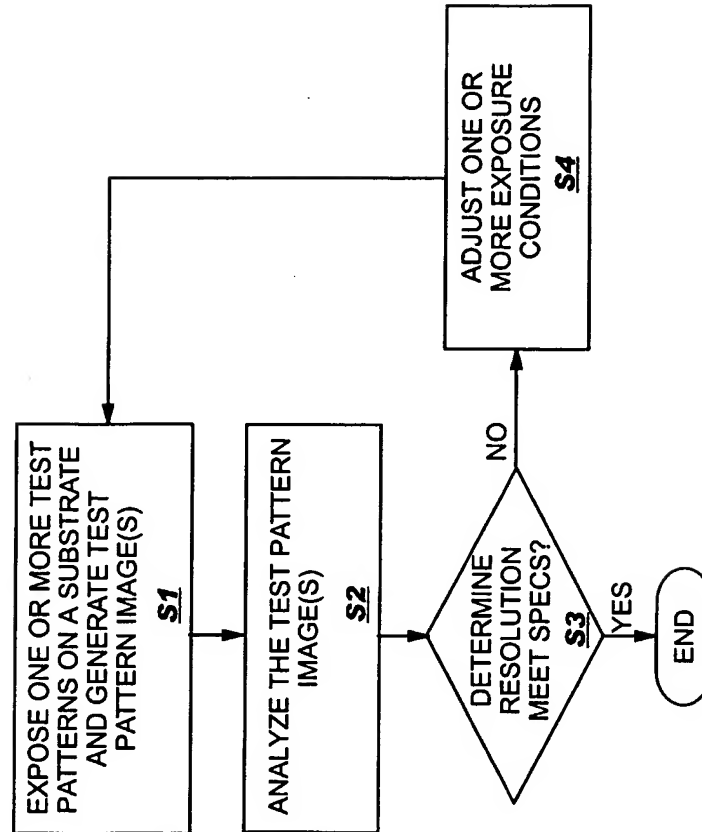 EXPOSE ONE OR MORE TEST
PATTERNS ON A SUBSTRATE
AND GENERATE TEST
PATTERN IMAGE(S)
S1
ANALYZE THE TEST PATTERN
IMAGE(S)
S2
DETERMINE
RESOLUTION
MEET SPECS?
S3
NO
YES
ADJUST ONE OR
MORE EXPOSURE
CONDITIONS
S4
END